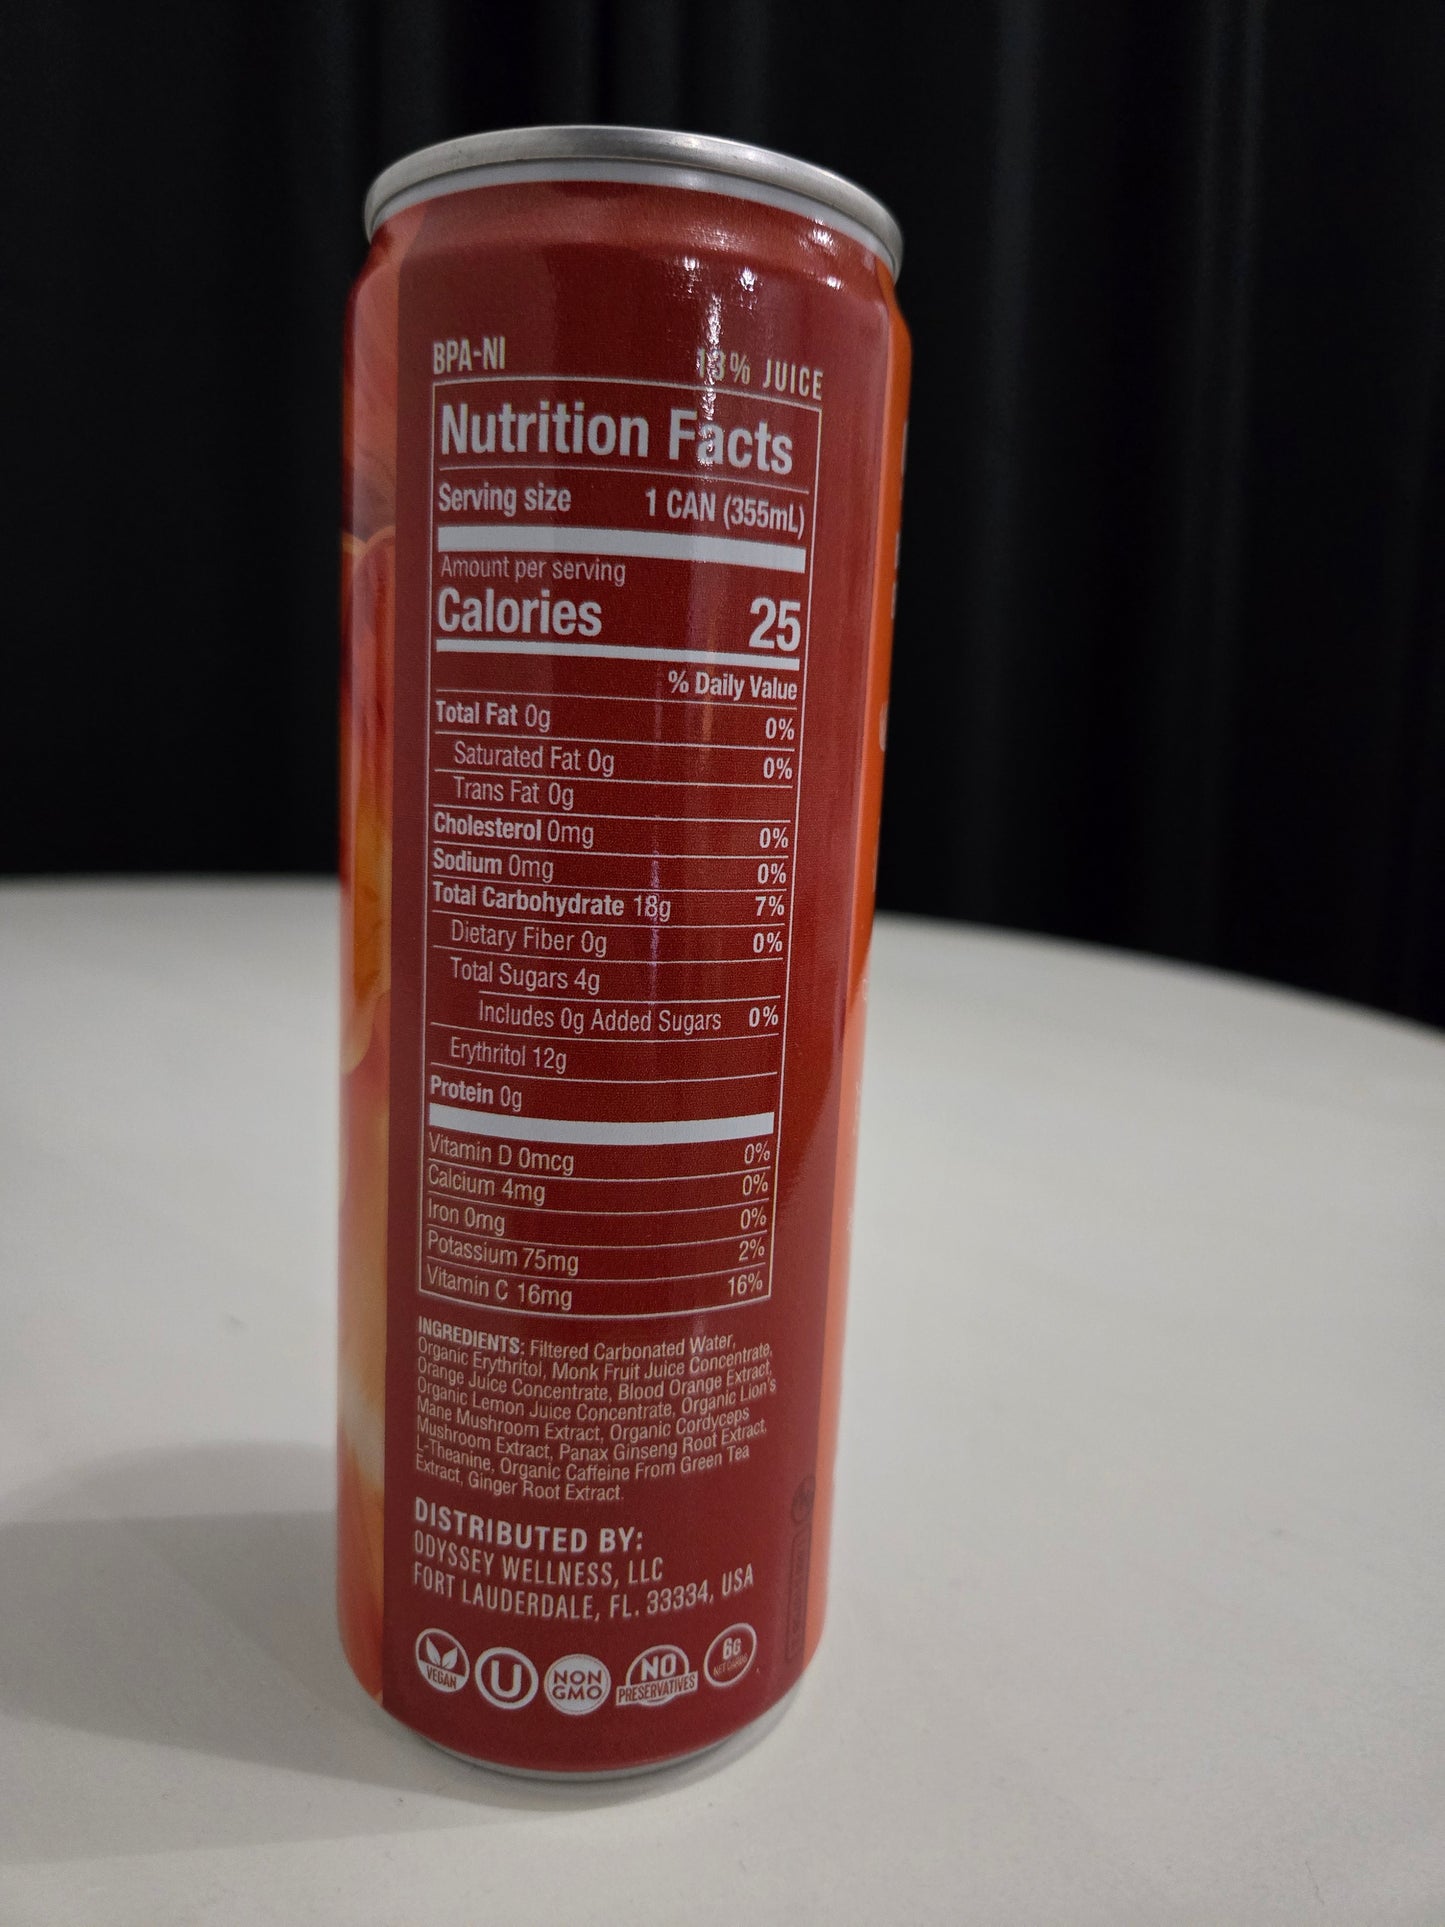 BPA-NI 13% JUICE
Nutrition Facts
Serving size 1 CAN (355mL)
Amount per serving
Calories 25
% Daily Value
Total Fat 0g 0%
Saturated Fat 0g 0%
Trans Fat 0g
Cholesterol 0mg 0%
Sodium 0mg 0%
Total Carbohydrate 18g 7%
Dietary Fiber 0g 0%
Total Sugars 4g
Includes 0g Added Sugars 0%
Erythritol 12g
Protein 0g
Vitamin D 0mcg 0%
Calcium 4mg 0%
Iron 0mg 0%
Potassium 75mg 2%
Vitamin C 16mg 16%
INGREDIENTS: Filtered Carbonated Water,
Organic Erythritol, Monk Fruit Juice Concentrate,
Orange Juice Concentrate, Blood Orange Extract,
Organic Lemon Juice Concentrate, Organic Lion's
Mane Mushroom Extract, Organic Cordyceps
Mushroom Extract, Panax Ginseng Root Extract,
L-Theanine, Organic Caffeine From Green Tea
Extract, Ginger Root Extract.
DISTRIBUTED BY:
ODYSSEY WELLNESS, LLC
FORT LAUDERDALE, FL. 33334, USA
VEGAN
U
NON
GMO
NO
PRESERVATIVES
6G
NET CARBS